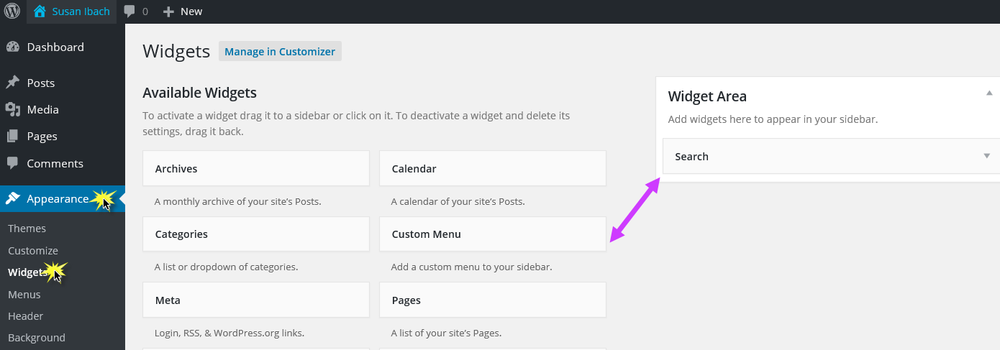 Susan Ibach 0 New
Dashboard
Posts
Media
Pages
Comments
Appearance
Themes
Customize
Widgets
Menus
Header
Background
Widgets Manage in Customizer
Available Widgets
To activate a widget drag it to a sidebar or click on it. To deactivate a widget and delete its
settings, drag it back.
Archives Calendar
A monthly archive of your site’s Posts. A calendar of your site’s Posts.
Categories Custom Menu
A list or dropdown of categories. Add a custom menu to your sidebar.
Meta Pages
Login, RSS, & WordPress.org links. A list of your site’s Pages.
Widget Area
Add widgets here to appear in your sidebar.
Search